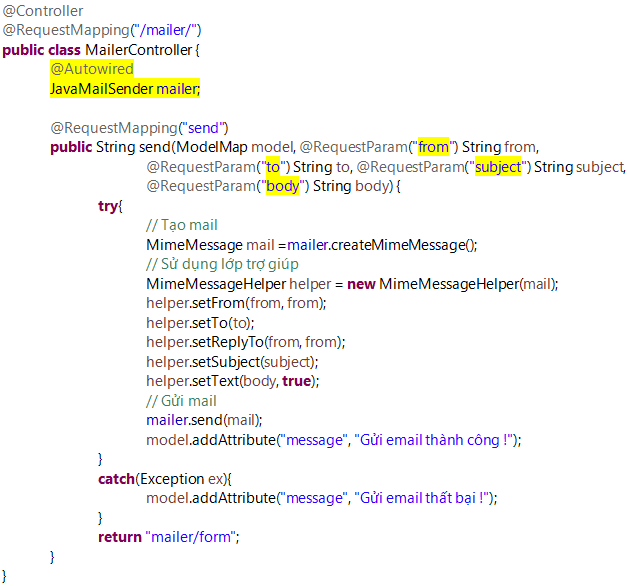 @Controller
@RequestMapping("/mailer/")
public class MailerController {
@Autowired
JavaMailSender mailer;
@RequestMapping("send")
public String send(ModelMap model, @RequestParam("from") String from,
@RequestParam("to") String to, @RequestParam("subject") String subject,
@RequestParam("body") String body) {
try{
// Tạo mail
MimeMessage mail =mailer.createMimeMessage();
// Sử dụng lớp trợ giúp
MimeMessageHelper helper = new MimeMessageHelper(mail);
helper.setFrom(from, from);
helper.setTo(to);
helper.setReplyTo(from, from);
helper.setSubject(subject);
helper.setText(body, true);
// Gửi mail
mailer.send(mail);
model.addAttribute("message", "Gửi email thành công !");
}
catch(Exception ex){
model.addAttribute("message", "Gửi email thất bại !");
}
return "mailer/form";
}
}